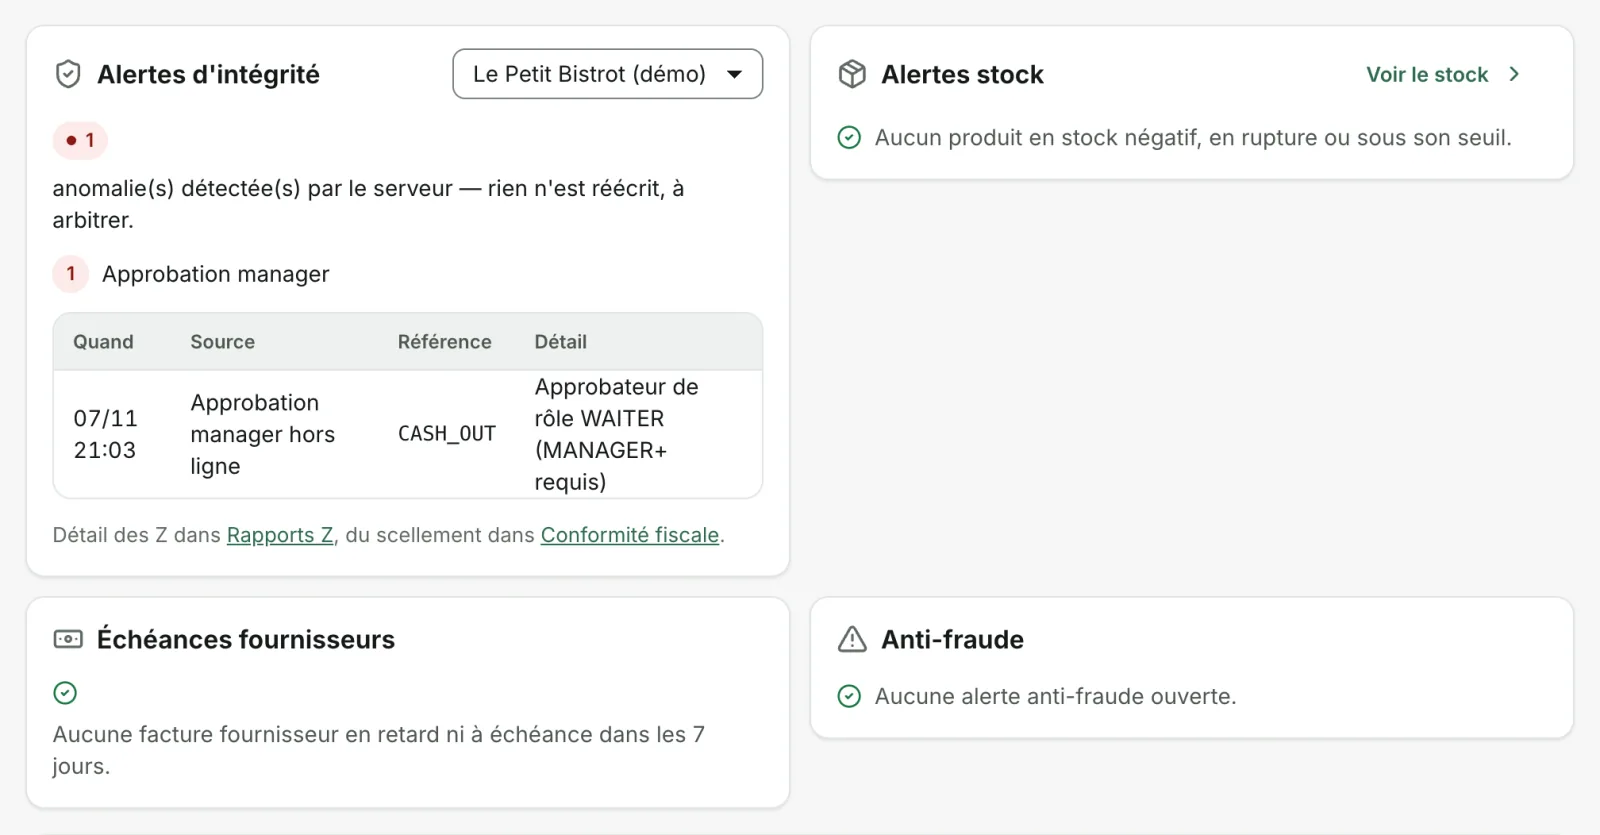 Alertes d'intégrité
Le Petit Bistrot (démo)
1
anomalie(s) détectée(s) par le serveur — rien n'est réécrit, à
arbitrer.
1 Approbation manager
Quand Source Référence Détail
07/11
21:03
Approbation
manager hors
ligne
CASH_OUT
Approbateur de
rôle WAITER
(MANAGER+
requis)
Détail des Z dans Rapports Z, du scellement dans Conformité fiscale.
Alertes stock
Voir le stock
Aucun produit en stock négatif, en rupture ou sous son seuil.
Échéances fournisseurs
Aucune facture fournisseur en retard ni à échéance dans les 7
jours.
Anti-fraude
Aucune alerte anti-fraude ouverte.